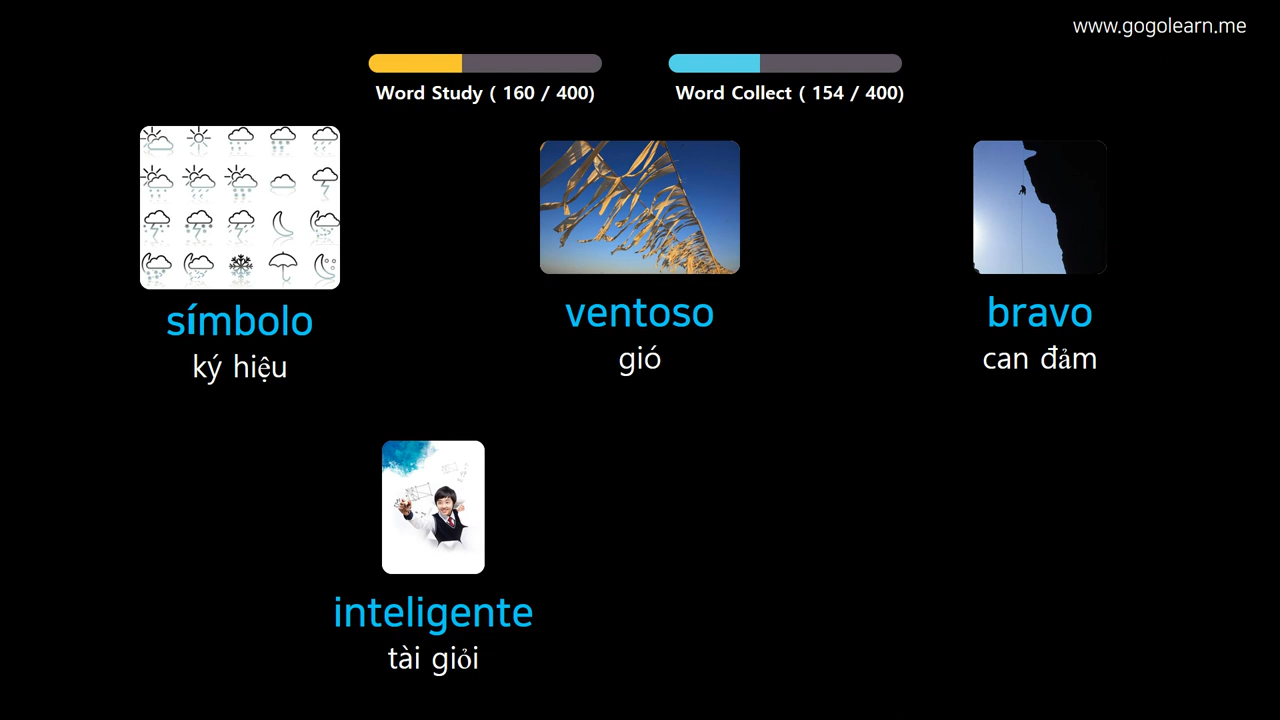 www.gogolearn.me
Word Study ( 160 / 400)
Word Collect ( 154 / 400)
símbolo
ký hiệu
ventoso
gió
bravo
can đảm
inteligente
tài giỏi